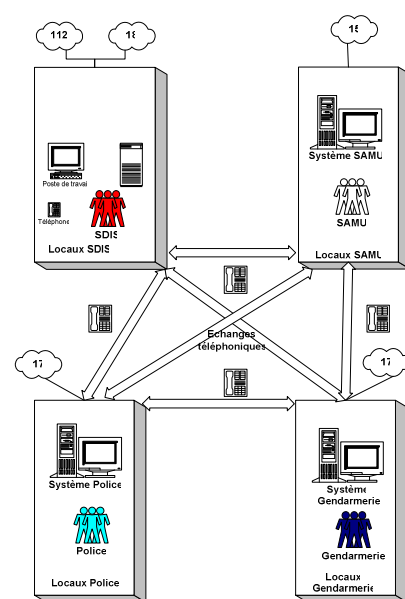 112
18
15
Système SAMU
Poste de travail
Téléphone
SDIS
SAMU
Locaux SDIS
Locaux SAMU
Echanges
téléphoniques
17
17
Système Police
Système
Gendarmerie
Police
Gendarmerie
Locaux Police
Locaux
Gendarmerie